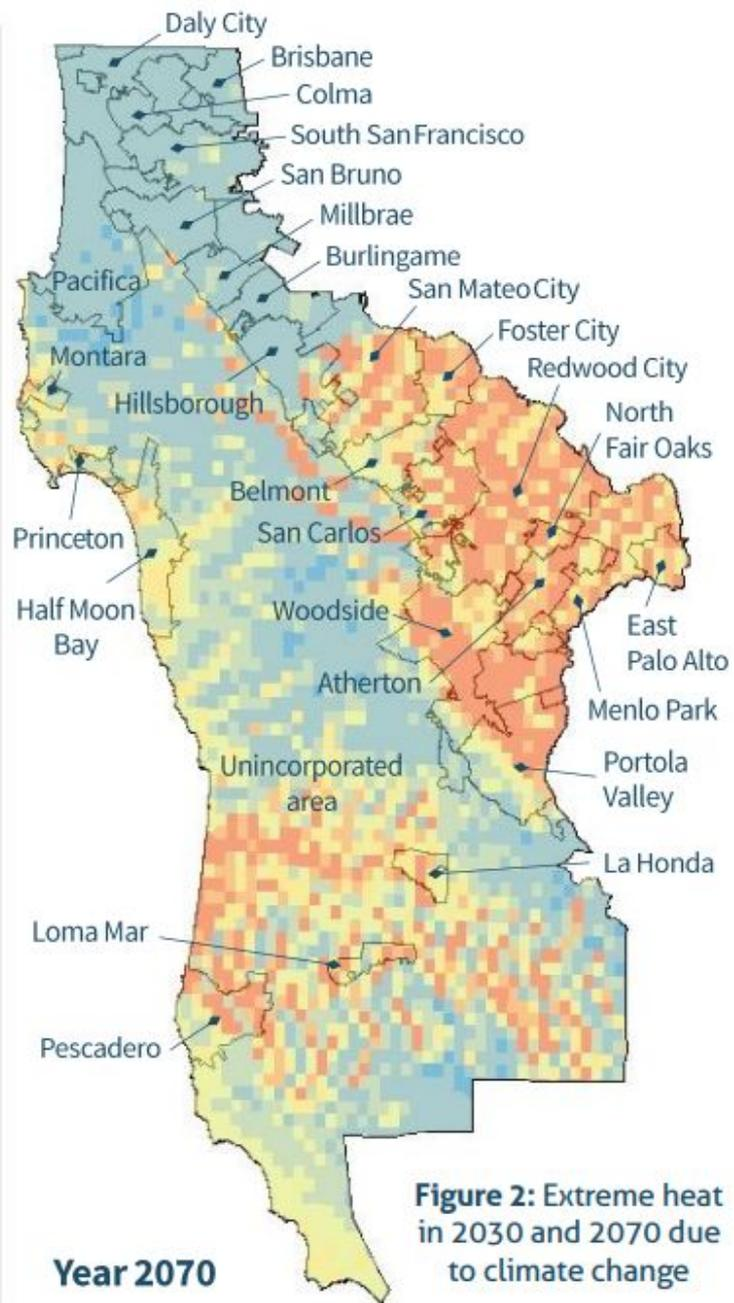 Daly City
Brisbane
Colma
South San Francisco
San Bruno
Millbrae
Burlingame
San Mateo City
Foster City
Redwood City
North
Fair Oaks
Pacifica
Montara
Hillsborough
Belmont
San Carlos
Princeton
Half Moon
Bay
Woodside
Atherton
East
Palo Alto
Menlo Park
Portola
Valley
Unincorporated
area
La Honda
Loma Mar
Pescadero
Figure 2: Extreme heat
in 2030 and 2070 due
to climate change
Year 2070